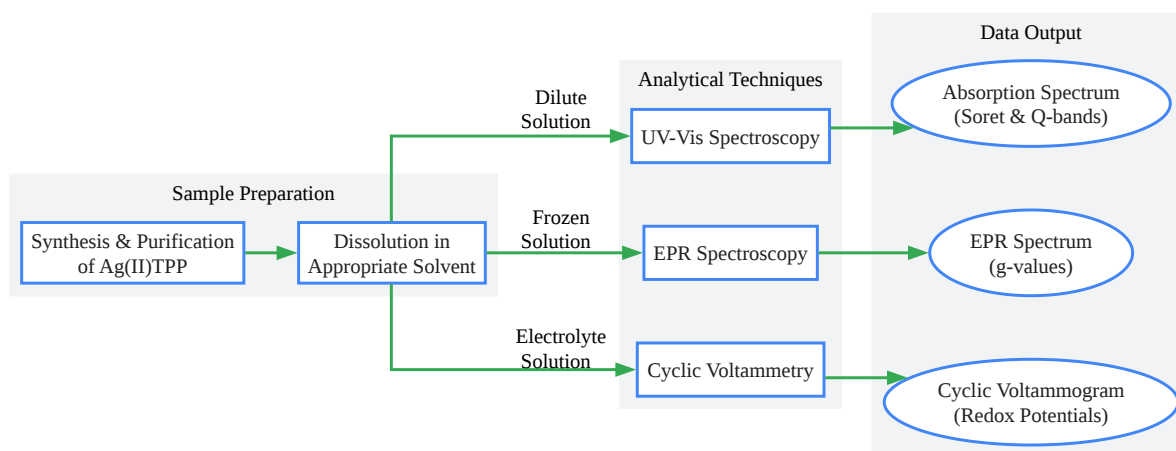 Data Output
Analytical Techniques
Absorption Spectrum
(Soret & Q-bands)
Dilute
Solution
UV-Vis Spectroscopy
Sample Preparation
Synthesis & Purification
of Ag(II)TPP
Dissolution in
Appropriate Solvent
Frozen
Solution
EPR Spectroscopy
EPR Spectrum
(g-values)
Electrolyte
Solution
Cyclic Voltammetry
Cyclic Voltammogram
(Redox Potentials)